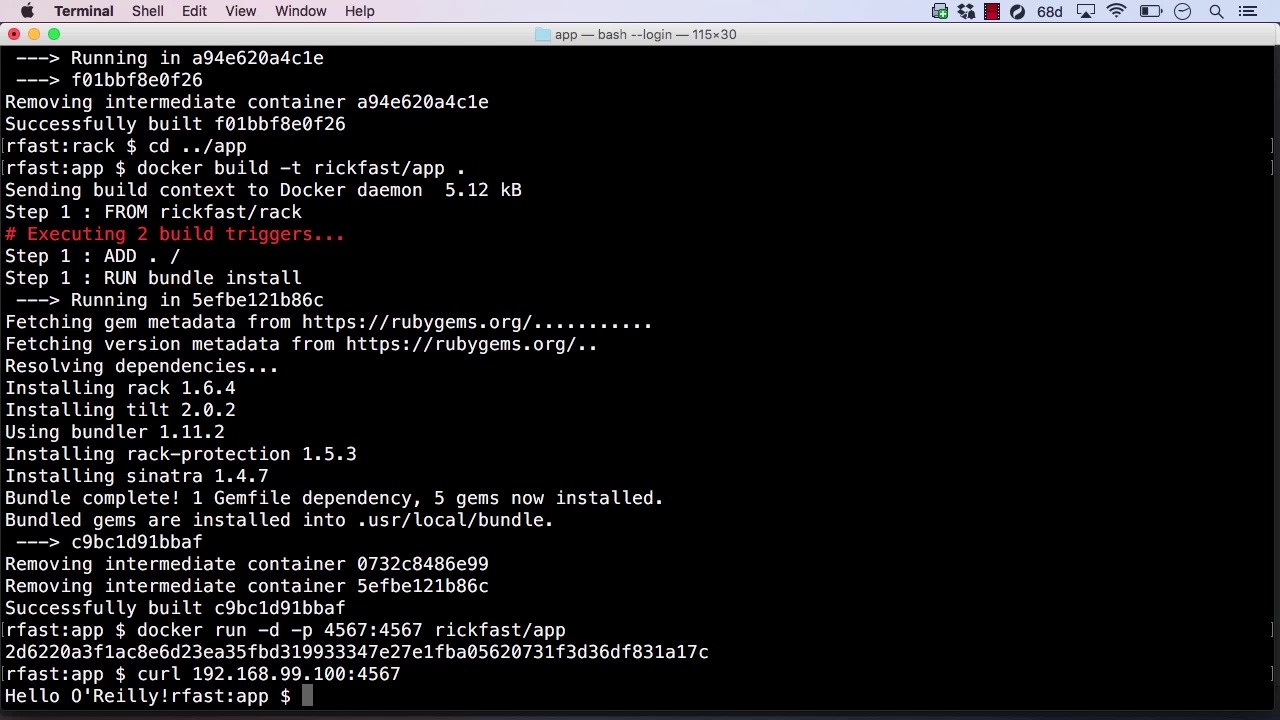 Terminal Shell Edit View Window Help 68d
app — bash --login — 115×30
---> Running in a94e620a4c1e
---> f01bbf8e0f26
Removing intermediate container a94e620a4c1e
Successfully built f01bbf8e0f26
[rfast:rack $ cd ../app ]
[rfast:app $ docker build -t rickfast/app . ]
Sending build context to Docker daemon  5.12 kB
Step 1 : FROM rickfast/rack
# Executing 2 build triggers...
Step 1 : ADD . /
Step 1 : RUN bundle install
---> Running in 5efbe121b86c
Fetching gem metadata from https://rubygems.org/...........
Fetching version metadata from https://rubygems.org/..
Resolving dependencies...
Installing rack 1.6.4
Installing tilt 2.0.2
Using bundler 1.11.2
Installing rack-protection 1.5.3
Installing sinatra 1.4.7
Bundle complete! 1 Gemfile dependency, 5 gems now installed.
Bundled gems are installed into .usr/local/bundle.
---> c9bc1d91bbaf
Removing intermediate container 0732c8486e99
Removing intermediate container 5efbe121b86c
Successfully built c9bc1d91bbaf
[rfast:app $ docker run -d -p 4567:4567 rickfast/app ]
2d6220a3f1ac8e6d23ea35fbd319933347e27e1fba05620731f3d36df831a17c
[rfast:app $ curl 192.168.99.100:4567 ]
Hello O'Reilly!rfast:app $